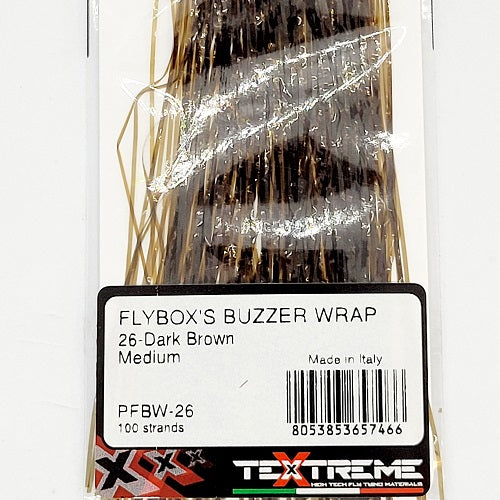 FLYBOX'S BUZZER WRAP
26-Dark Brown
Medium
Made in Italy
PFBW-26
100 strands
8053853657466
TEXTREME
HIGH TECH FLY TYING MATERIALS